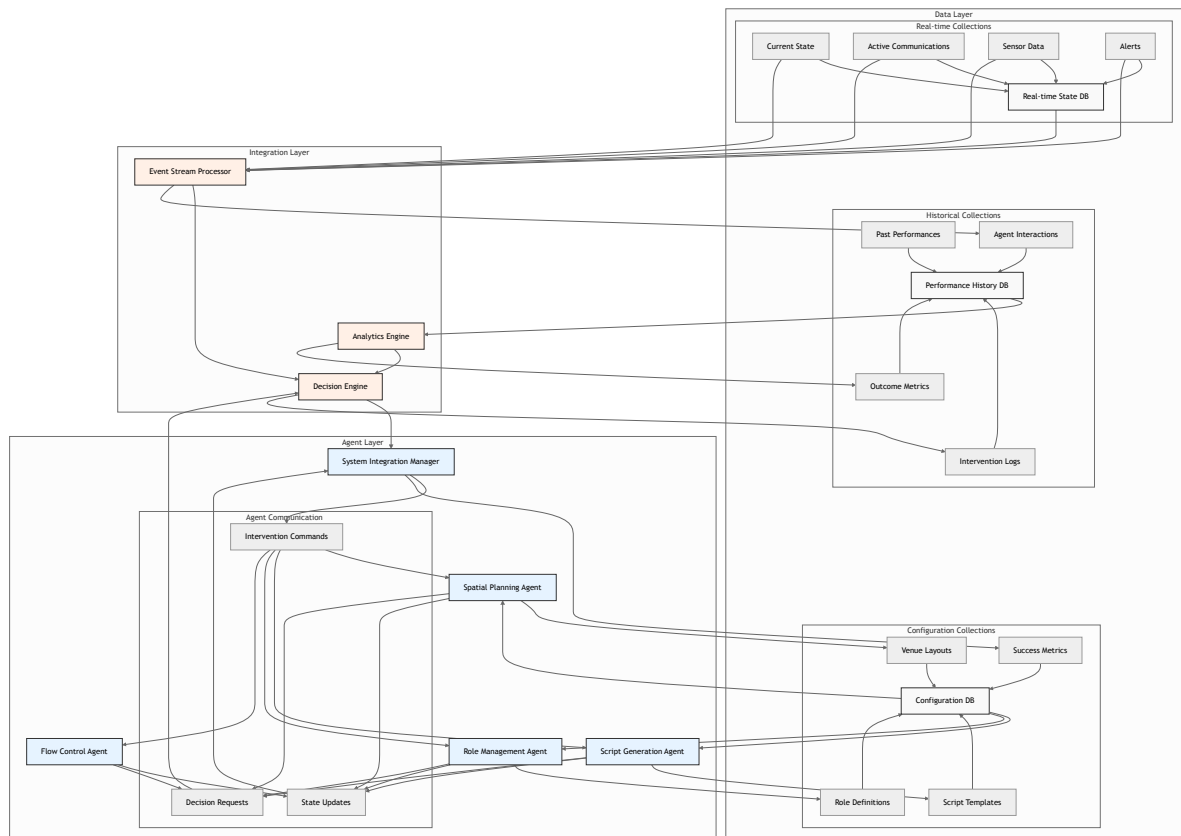 Data Layer
Real-time Collections
Current State
Active Communications
Sensor Data
Alerts
Real-time State DB
Integration Layer
Event Stream Processor
Historical Collections
Past Performances
Agent Interactions
Performance History DB
Analytics Engine
Decision Engine
Outcome Metrics
Agent Layer
System Integration Manager
Intervention Logs
Agent Communication
Intervention Commands
Spatial Planning Agent
Configuration Collections
Venue Layouts
Success Metrics
Configuration DB
Flow Control Agent
Role Management Agent
Script Generation Agent
Decision Requests
State Updates
Role Definitions
Script Templates